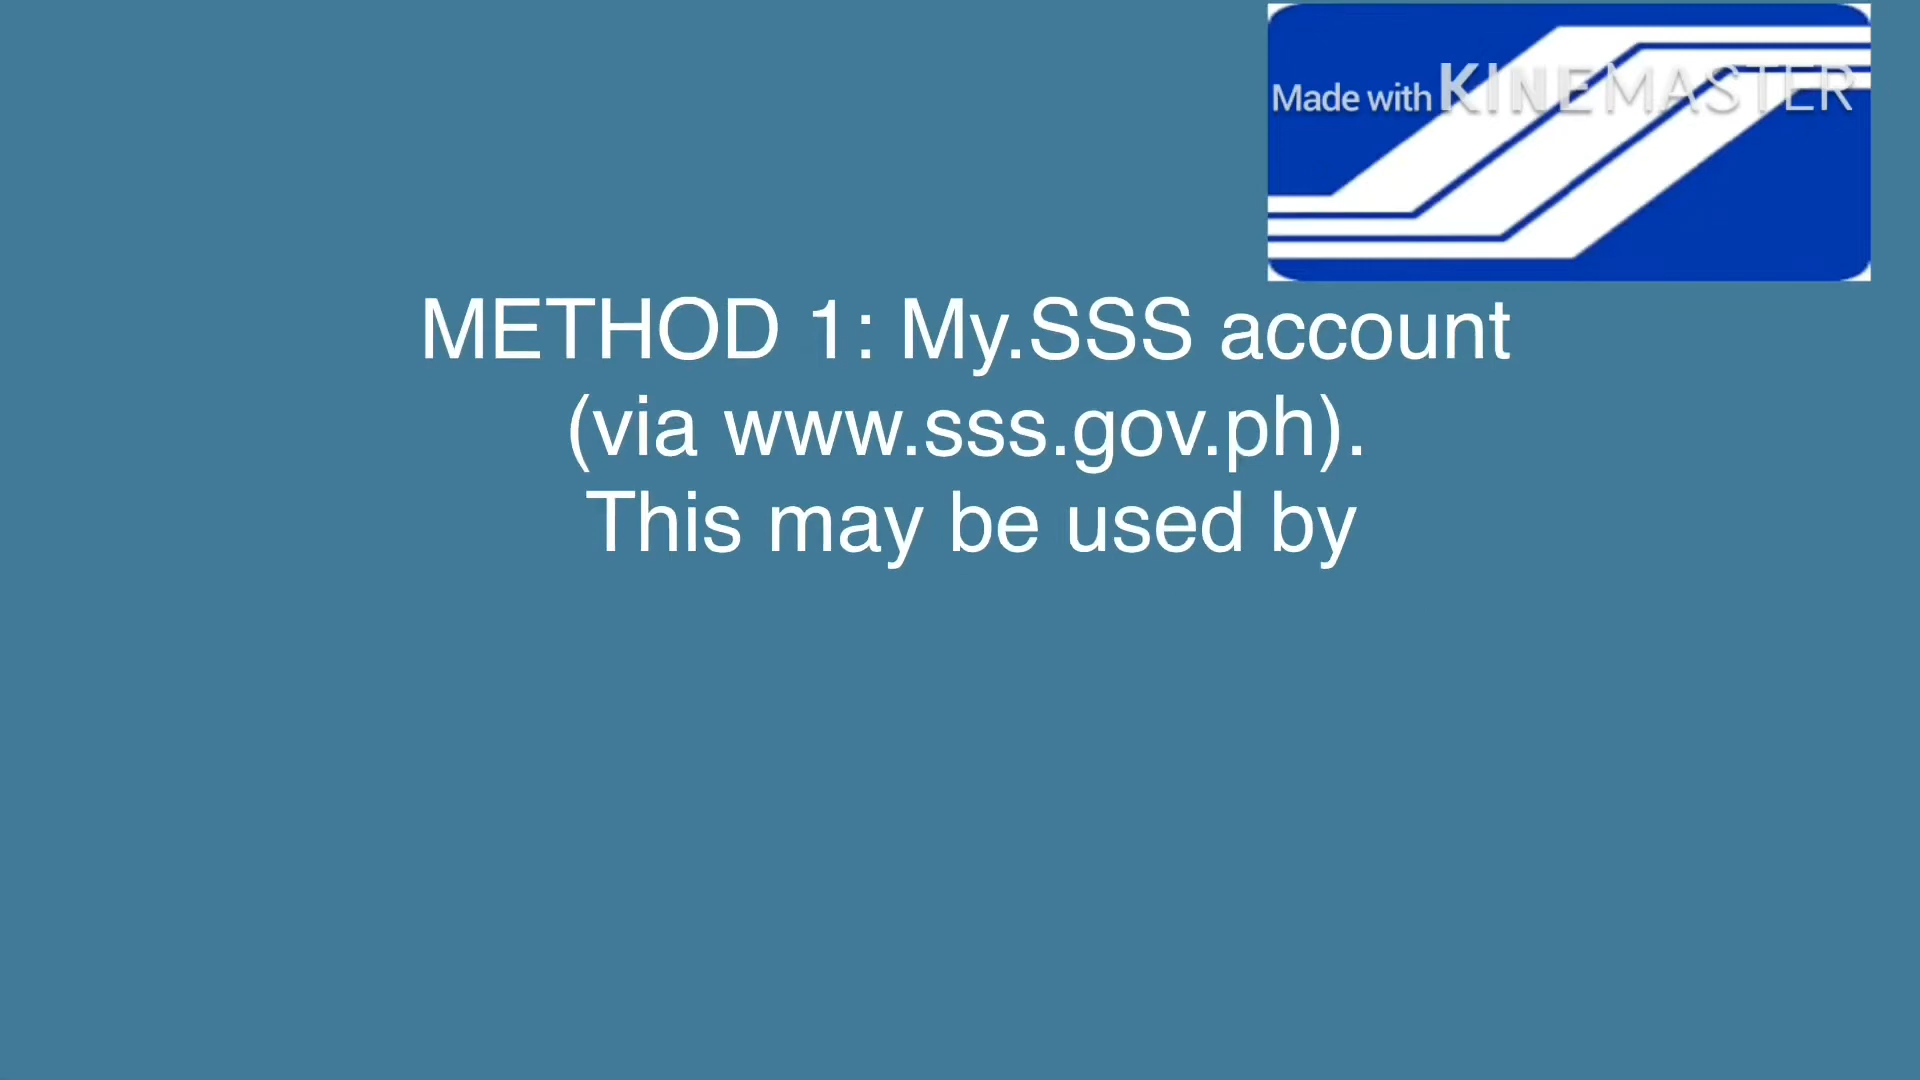 Made with KINEMASTER
METHOD 1: My.SSS account
(via www.sss.gov.ph).
This may be used by